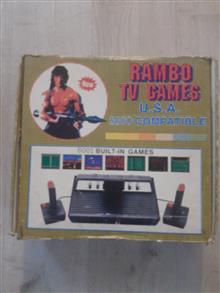 RAMBO
TV GAMES
U.S.A.
2600 COMPATIBLE
BUILT-IN GAMES